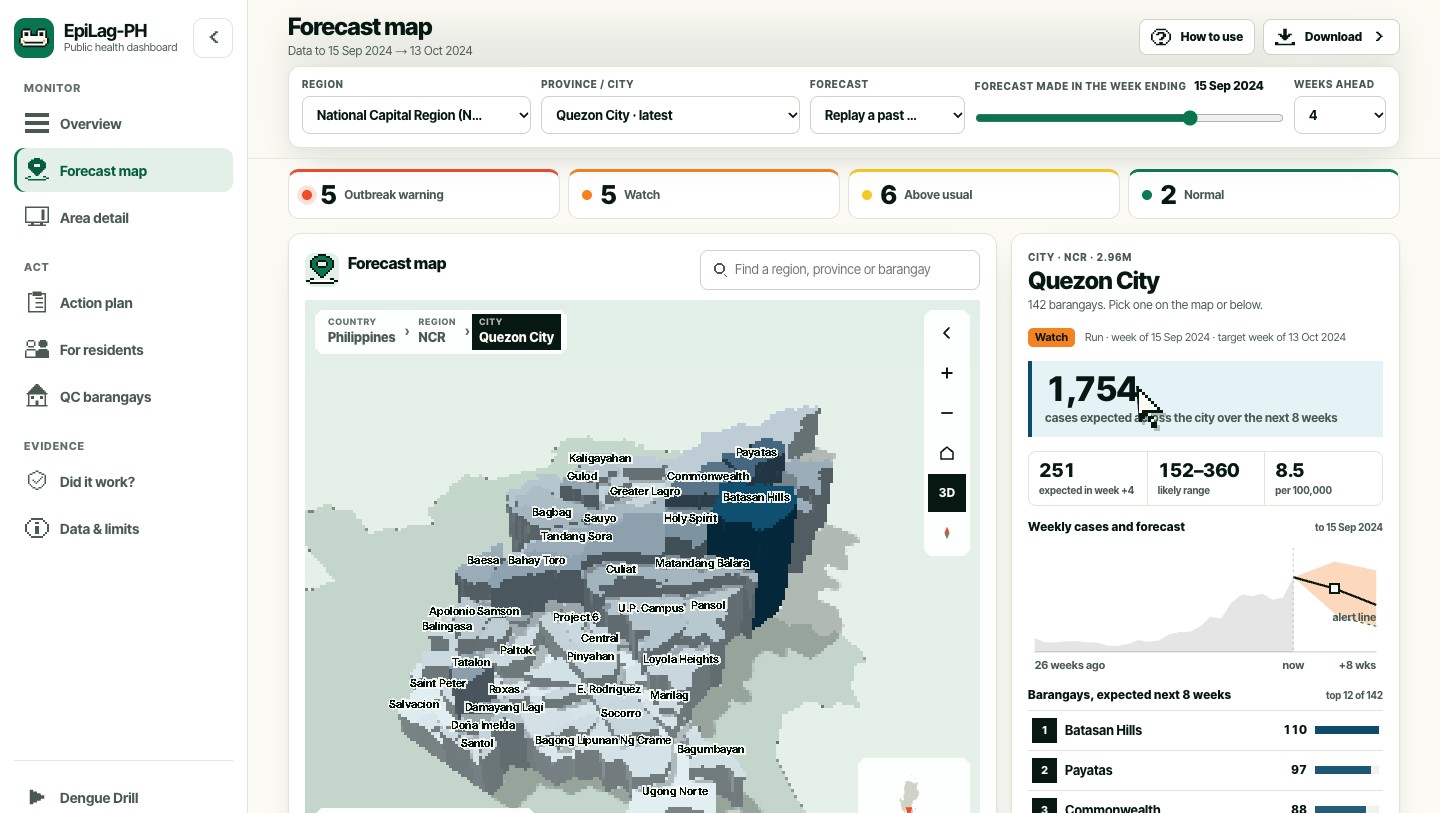 EpiLag-PH
Public health dashboard
MONITOR
Overview
Forecast map
Area detail
ACT
Action plan
For residents
QC barangays
EVIDENCE
Did it work?
Data & limits
Dengue Drill
Forecast map
Data to 15 Sep 2024 → 13 Oct 2024
How to use
Download
REGION
National Capital Region (N...
PROVINCE / CITY
Quezon City · latest
FORECAST
Replay a past ...
FORECAST MADE IN THE WEEK ENDING 15 Sep 2024
WEEKS AHEAD
4
5 Outbreak warning
5 Watch
6 Above usual
2 Normal
Forecast map
Find a region, province or barangay
COUNTRY
Philippines
REGION
NCR
CITY
Quezon City
3D
Payatas
Kaligayahan
Gulod
Commonwealth
Greater Lagro
Batasan Hills
Bagbag
Sauyo
Holy Spirit
Tandang Sora
Baesa
Bahay Toro
Culiat
Matandang Balara
Apolonio Samson
Project 6
U.P. Campus
Pansol
Balingasa
Central
Paltok
Pinyahan
Tatalon
Loyola Heights
Saint Peter
Roxas
E. Rodriguez
Marilag
Salvacion
Damayang Lagi
Socorro
Doña Imelda
Santol
Bagong Lipunan Ng Crame
Bagumbayan
Ugong Norte
CITY · NCR · 2.96M
Quezon City
142 barangays. Pick one on the map or below.
Watch
Run · week of 15 Sep 2024 · target week of 13 Oct 2024
1,754
cases expected across the city over the next 8 weeks
251
expected in week +4
152–360
likely range
8.5
per 100,000
Weekly cases and forecast
to 15 Sep 2024
alert line
26 weeks ago
now
+8 wks
Barangays, expected next 8 weeks
top 12 of 142
1 Batasan Hills 110
2 Payatas 97
3 Commonwealth 88